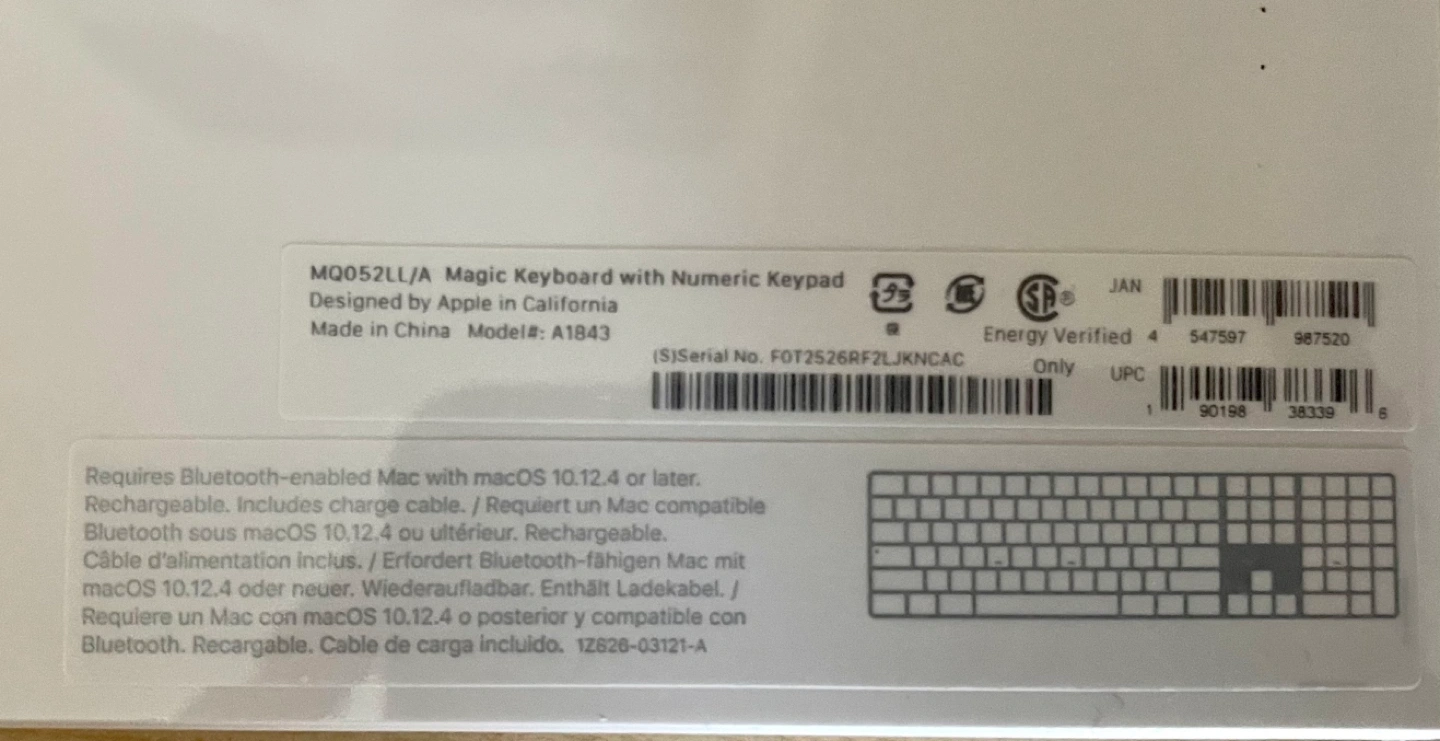 MQ052LL/A Magic Keyboard with Numeric Keypad
Designed by Apple in California
Made in China Model#: A1843
(S)Serial No. F0T2526RF2LJKNCAC
プラ
紙
SA®
Energy Verified
Only
JAN
4 547597 987520
UPC
1 90198 38339 6
Requires Bluetooth-enabled Mac with macOS 10.12.4 or later.
Rechargeable. Includes charge cable. / Requiert un Mac compatible
Bluetooth sous macOS 10.12.4 ou ultérieur. Rechargeable.
Câble d'alimentation inclus. / Erfordert Bluetooth-fähigen Mac mit
macOS 10.12.4 oder neuer. Wiederaufladbar. Enthält Ladekabel. /
Requiere un Mac con macOS 10.12.4 o posterior y compatible con
Bluetooth. Recargable. Cable de carga incluido. 1Z626-03121-A